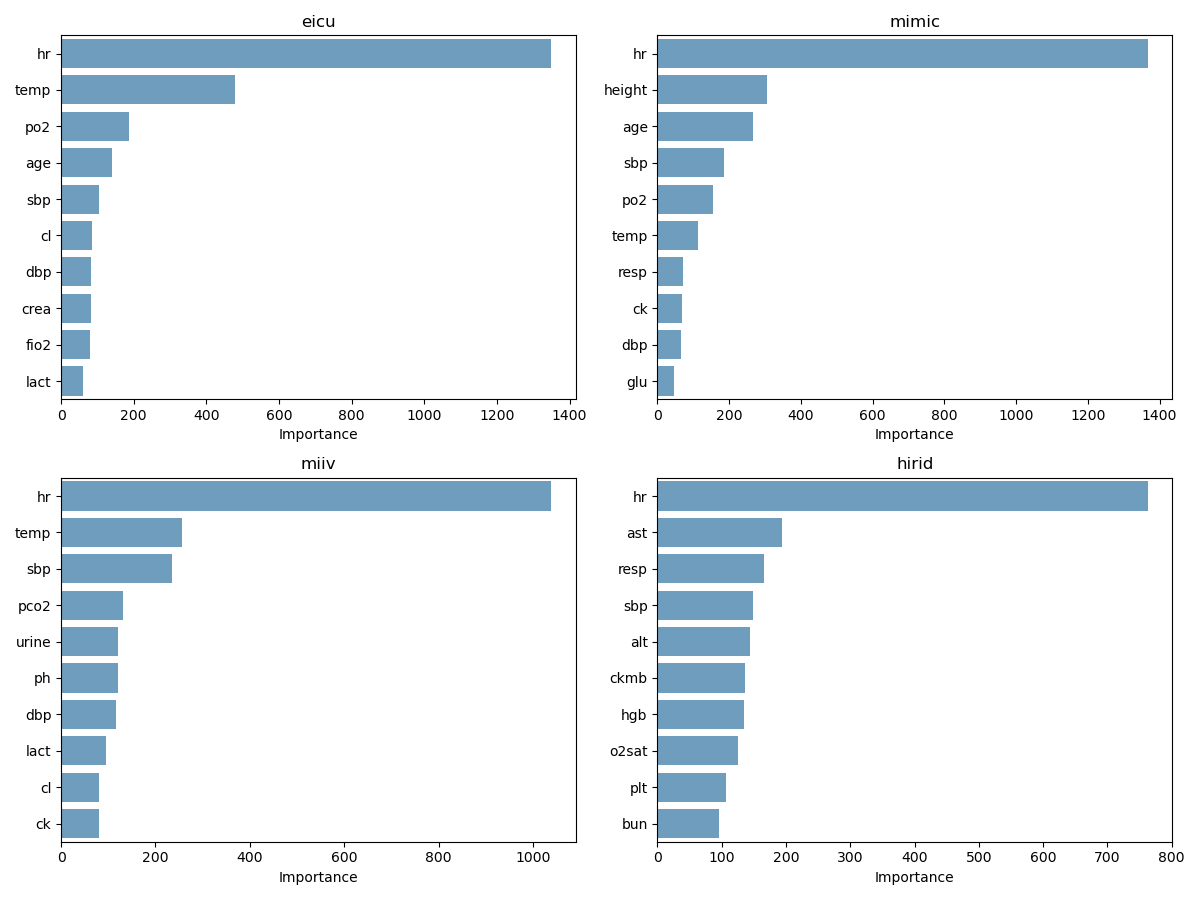 eicu
hr
temp
po2
age
sbp
cl
dbp
crea
fio2
lact
0 200 400 600 800 1000 1200 1400
Importance
mimic
hr
height
age
sbp
po2
temp
resp
ck
dbp
glu
0 200 400 600 800 1000 1200 1400
Importance
miiv
hr
temp
sbp
pco2
urine
ph
dbp
lact
cl
ck
0 200 400 600 800 1000
Importance
hirid
hr
ast
resp
sbp
alt
ckmb
hgb
o2sat
plt
bun
0 100 200 300 400 500 600 700 800
Importance